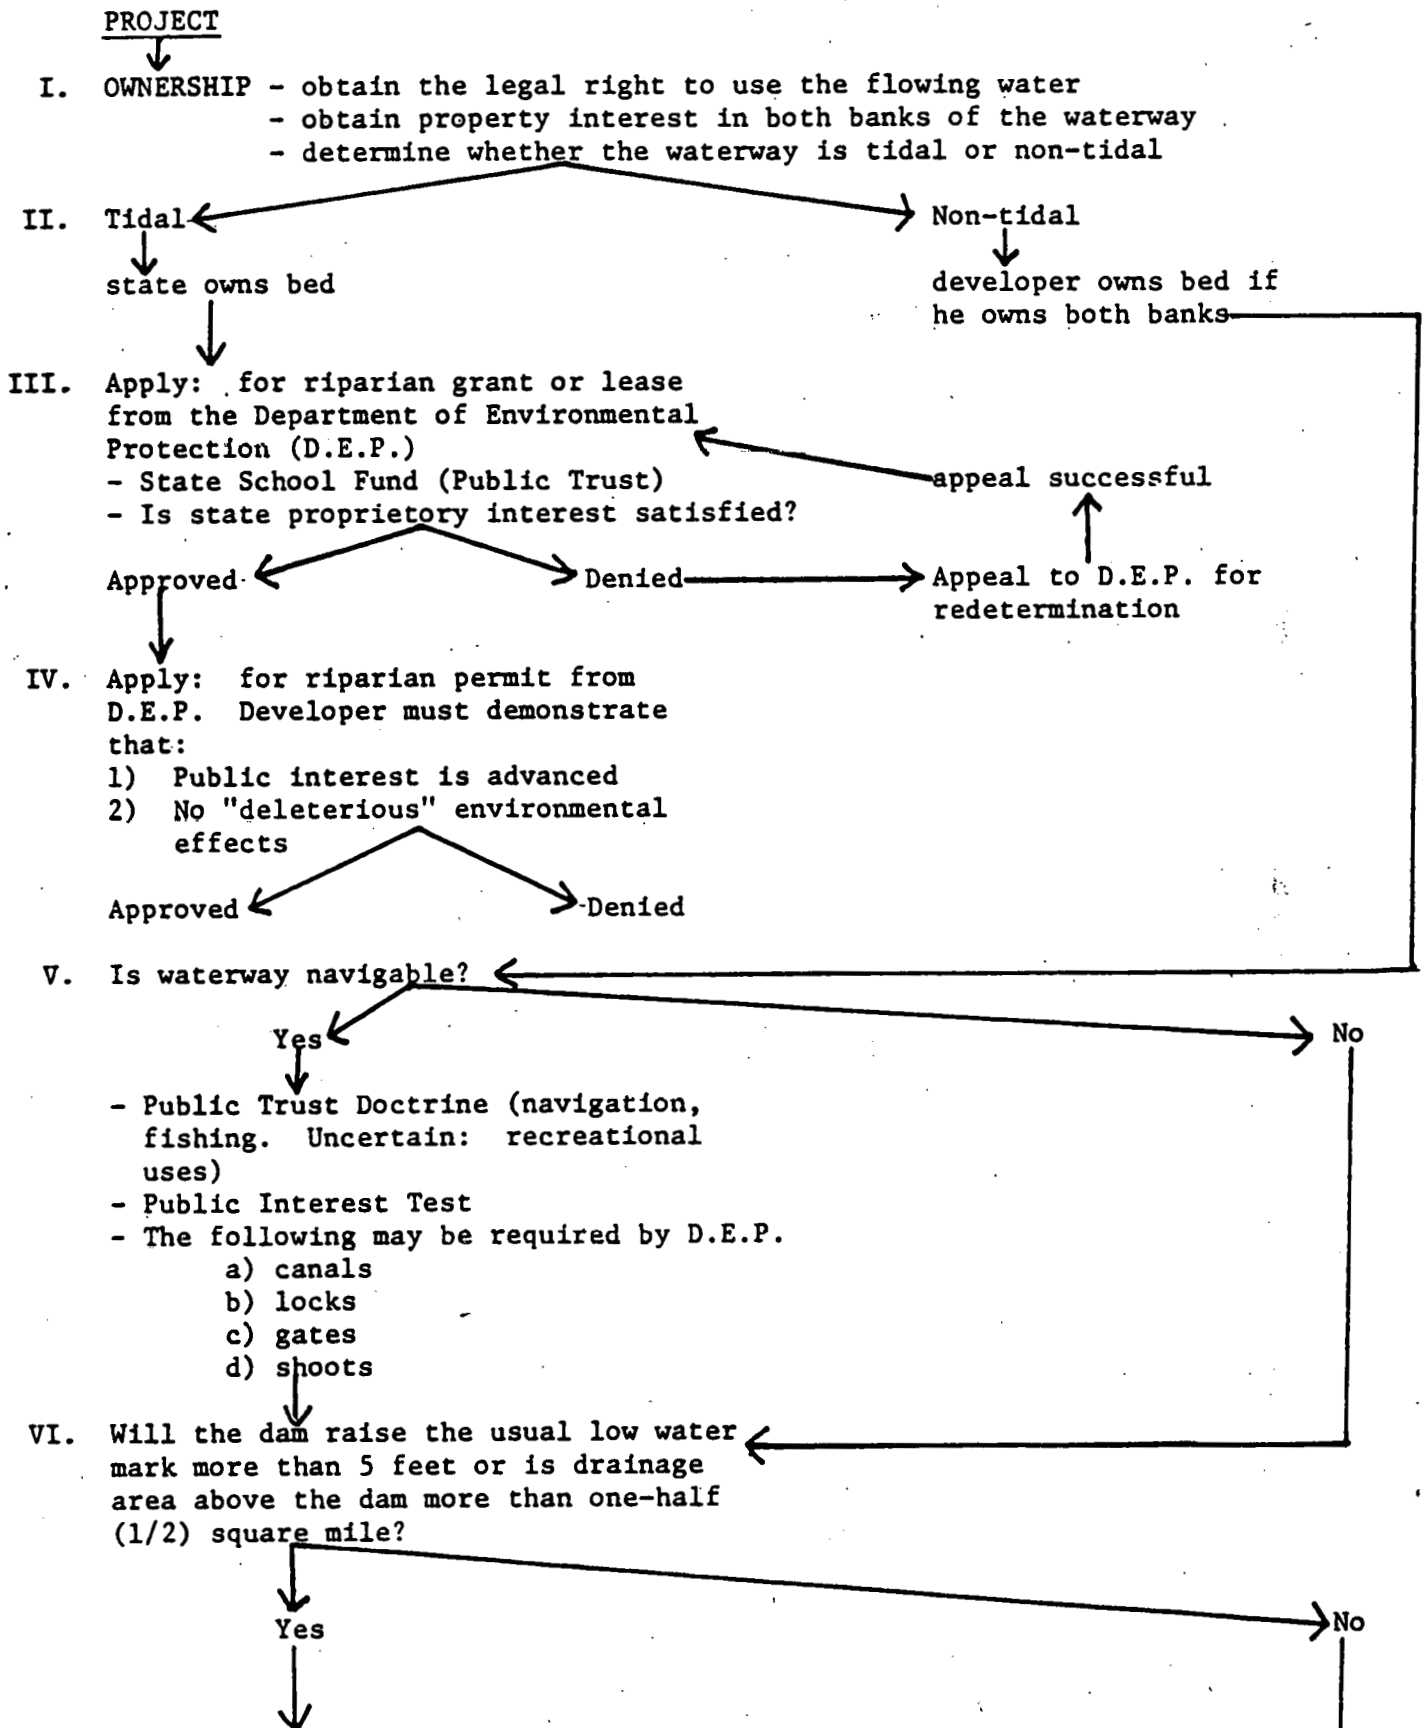 PROJECT
I. OWNERSHIP - obtain the legal right to use the flowing water
- obtain property interest in both banks of the waterway
- determine whether the waterway is tidal or non-tidal
II. Tidal
Non-tidal
state owns bed
developer owns bed if
he owns both banks
III. Apply: for riparian grant or lease
from the Department of Environmental
Protection (D.E.P.)
- State School Fund (Public Trust)
- Is state proprietory interest satisfied?
appeal successful
Approved
Denied
Appeal to D.E.P. for
redetermination
IV. Apply: for riparian permit from
D.E.P. Developer must demonstrate
that:
1) Public interest is advanced
2) No "deleterious" environmental
effects
Approved
Denied
V. Is waterway navigable?
Yes
No
- Public Trust Doctrine (navigation,
fishing. Uncertain: recreational
uses)
- Public Interest Test
- The following may be required by D.E.P.
a) canals
b) locks
c) gates
d) shoots
VI. Will the dam raise the usual low water
mark more than 5 feet or is drainage
area above the dam more than one-half
(1/2) square mile?
Yes
No